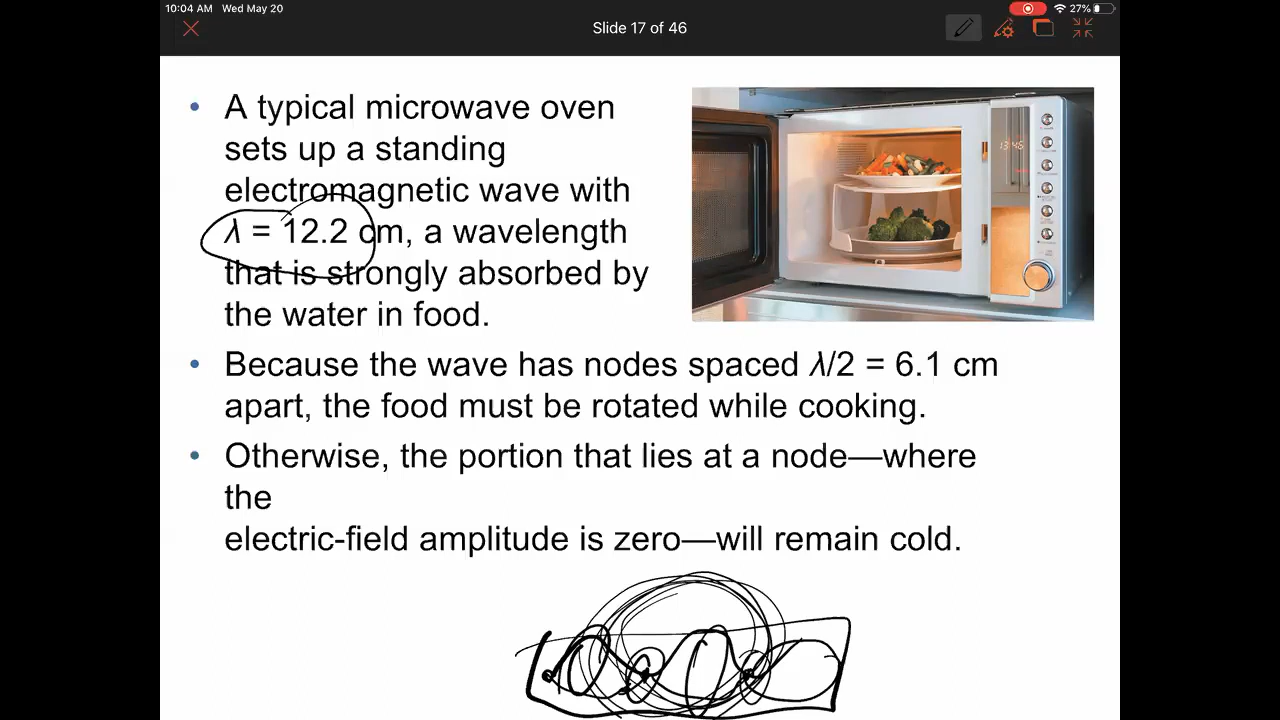 10:04 AM Wed May 20
27%
Slide 17 of 46
• A typical microwave oven
sets up a standing
electromagnetic wave with
λ = 12.2 cm, a wavelength
that is strongly absorbed by
the water in food.
• Because the wave has nodes spaced λ/2 = 6.1 cm
apart, the food must be rotated while cooking.
• Otherwise, the portion that lies at a node—where
the
electric-field amplitude is zero—will remain cold.